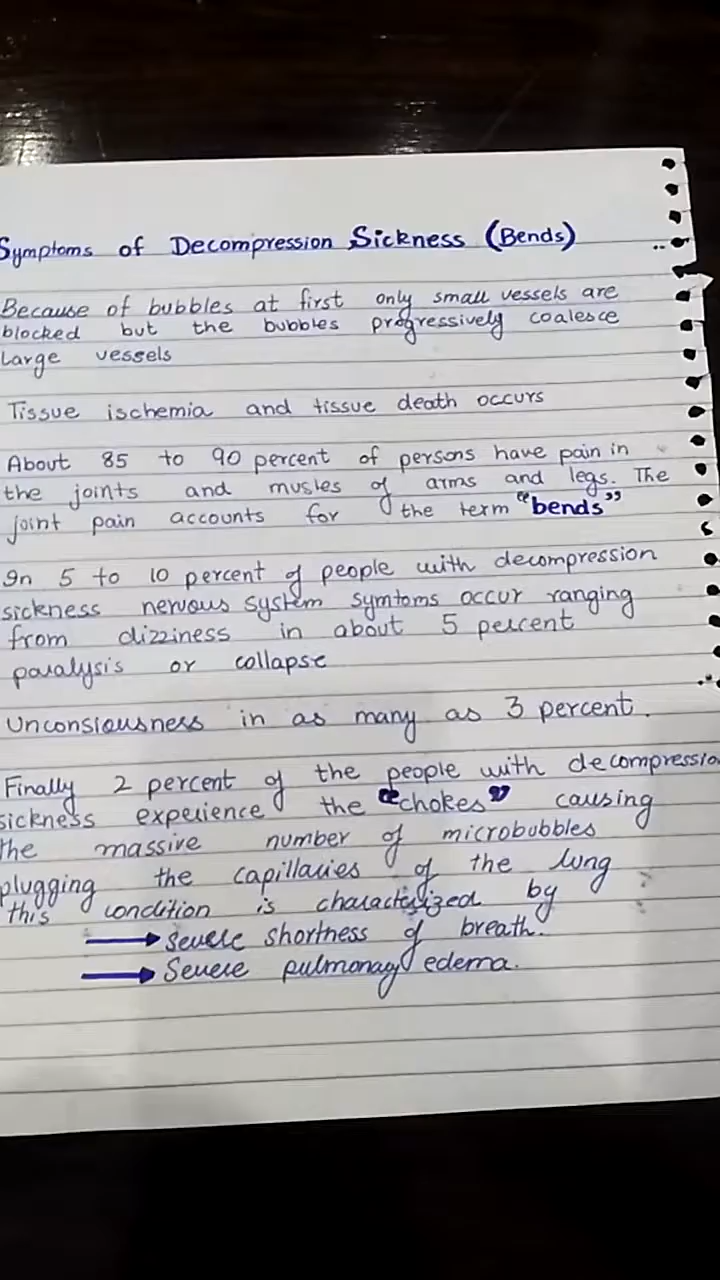 Symptoms of Decompression Sickness (Bends)
Because of bubbles at first only small vessels are
blocked but the bubbles progressively coalesce
large vessels
Tissue ischemia and tissue death occurs
About 85 to 90 percent of persons have pain in
the joints and musles of arms and legs. The
joint pain accounts for the term "bends"
In 5 to 10 percent of people with decompression
sickness nervous system symtoms occur ranging
from dizziness in about 5 percent
paralysis or collapse
Unconsiousness in as many as 3 percent.
Finally 2 percent of the people with decompressio
sickness experience the "chokes" causing
the massive number of microbubbles
plugging the capillaries of the lung
this condition is characterized by
→ severe shortness of breath.
→ Severe pulmonay edema.